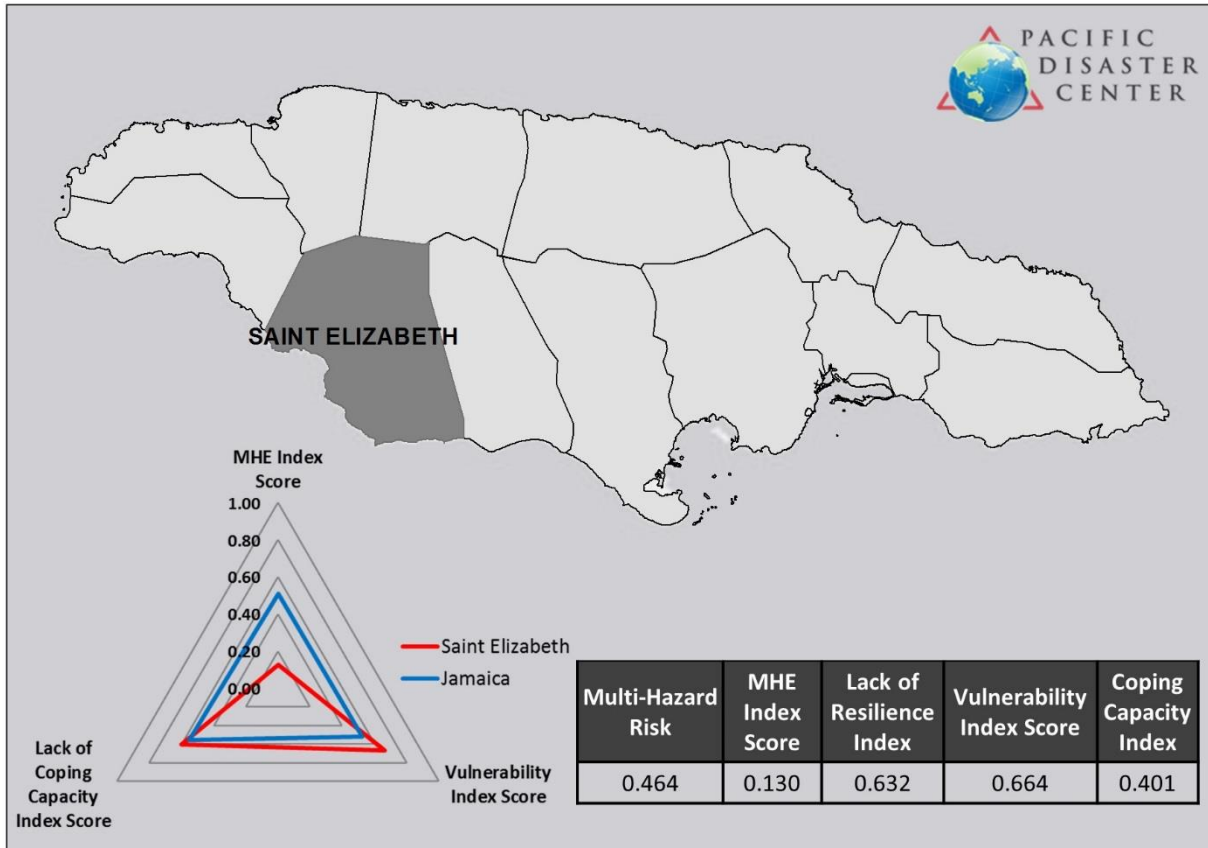 PACIFIC
DISASTER
CENTER
SAINT ELIZABETH
MHE Index
Score
1.00
0.80
0.60
0.40
0.20
0.00
Saint Elizabeth
Jamaica
Lack of
Coping
Capacity
Index Score
Vulnerability
Index Score
Multi-Hazard
Risk
MHE
Index
Score
Lack of
Resilience
Index
Vulnerability
Index Score
Coping
Capacity
Index
0.464
0.130
0.632
0.664
0.401